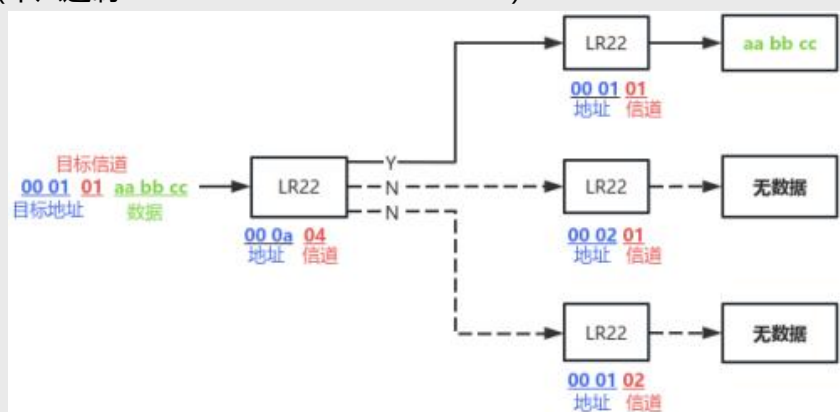 LR22
aa bb cc
00 01 01
地址 信道
目标信道
00 01 01 aa bb cc
目标地址 数据
LR22
00 0a 04
地址 信道
Y
N
N
LR22
无数据
00 02 01
地址 信道
LR22
无数据
00 01 02
地址 信道